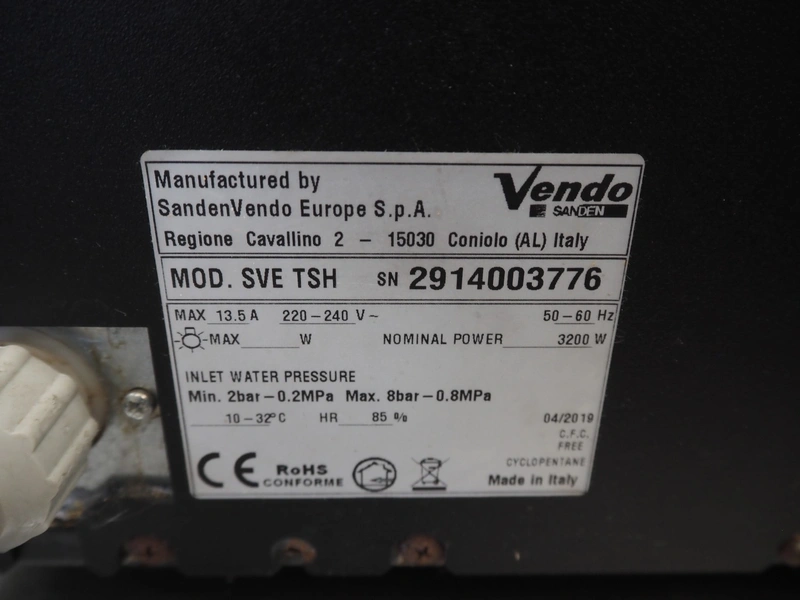 Manufactured by
SandenVendo Europe S.p.A.
Vendo
SANDEN
Regione Cavallino 2 – 15030 Coniolo (AL) Italy
MOD. SVE TSH SN 2914003776
MAX 13.5 A 220–240 V~ 50–60 Hz
MAX W NOMINAL POWER 3200 W
INLET WATER PRESSURE
Min. 2bar–0.2MPa Max. 8bar–0.8MPa
10–32°C HR 85 %
04/2019
C.F.C.
FREE
CYCLOPENTANE
CE RoHS
CONFORME
Made in Italy